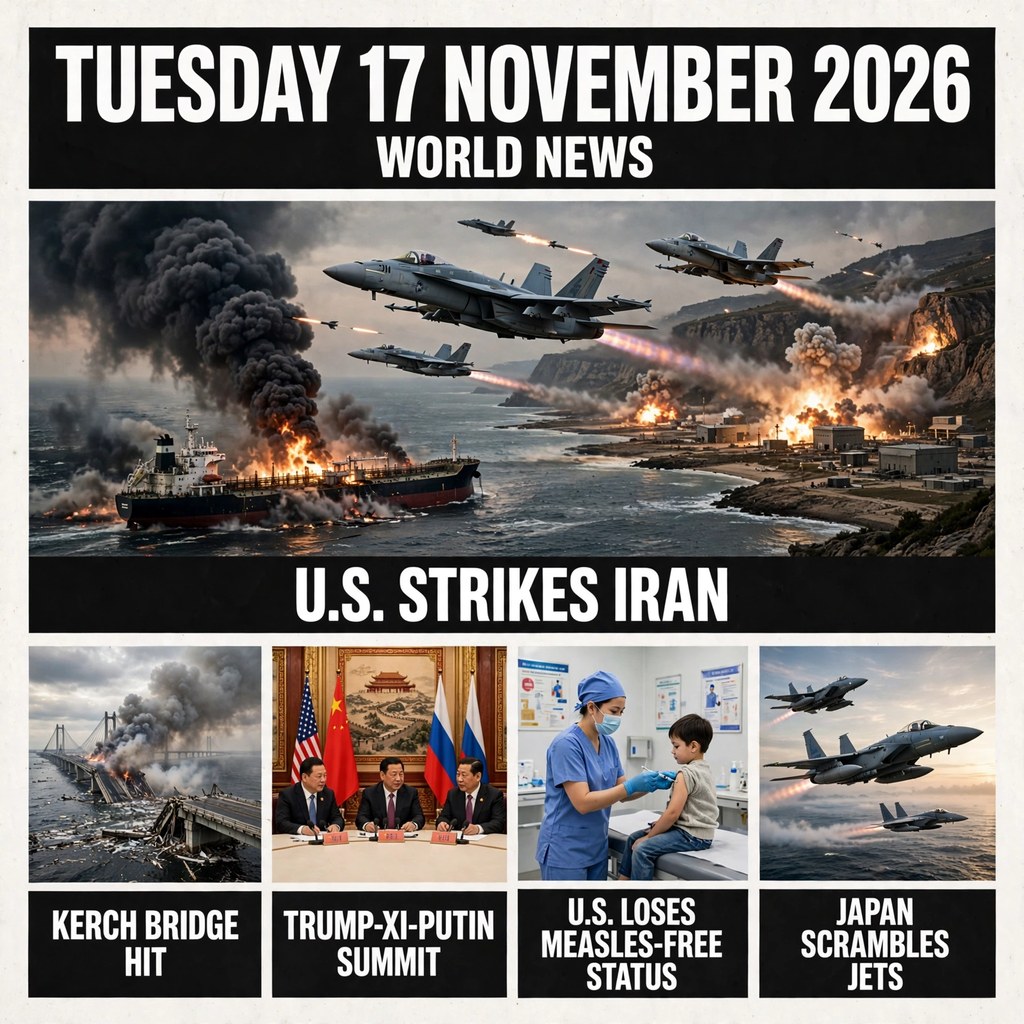 TUESDAY 17 NOVEMBER 2026
WORLD NEWS
U.S. STRIKES IRAN
KERCH BRIDGE
HIT
TRUMP-XI-PUTIN
SUMMIT
U.S. LOSES
MEASLES-FREE
STATUS
JAPAN
SCRAMBLES
JETS